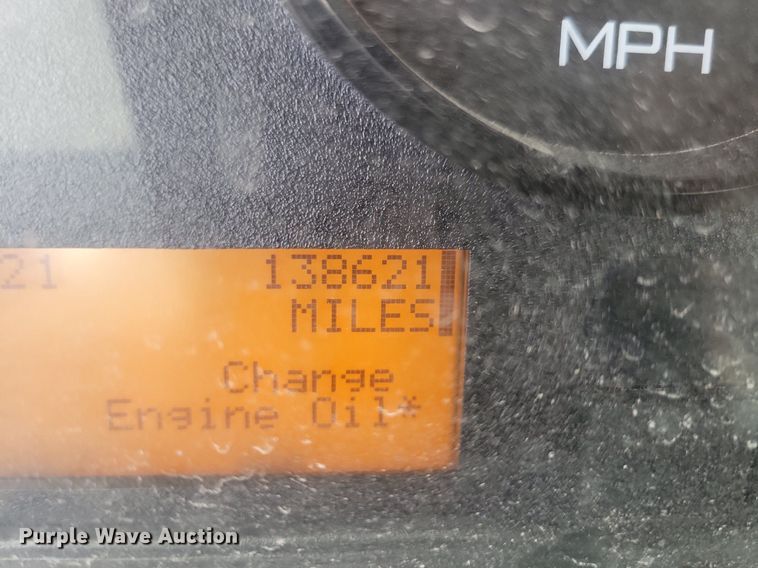 MPH
21 138621
MILES
Change
Engine Oil*
Purple Wave Auction